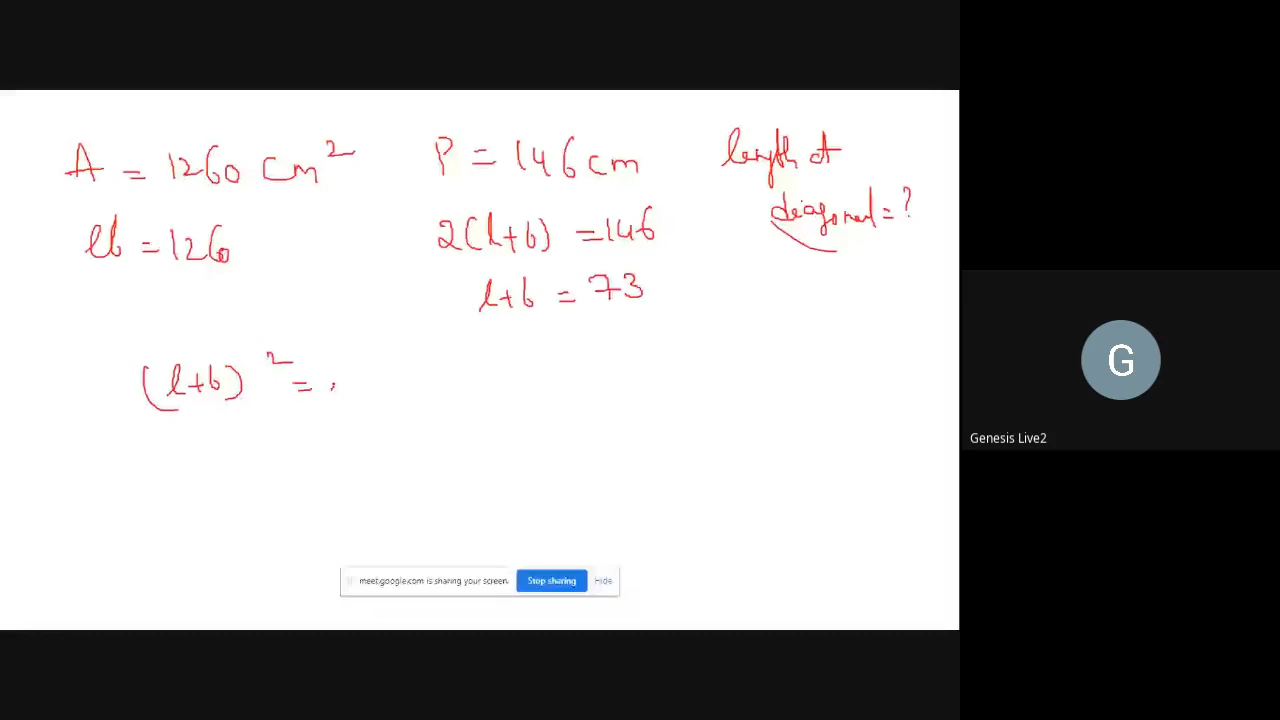 A = 1260 cm²
P = 146 cm
length of
diagonal = ?
lb = 1260
2(l+b) = 146
l+b = 73
(l+b)² =
G
Genesis Live2
meet.google.com is sharing your screen.
Stop sharing
Hide